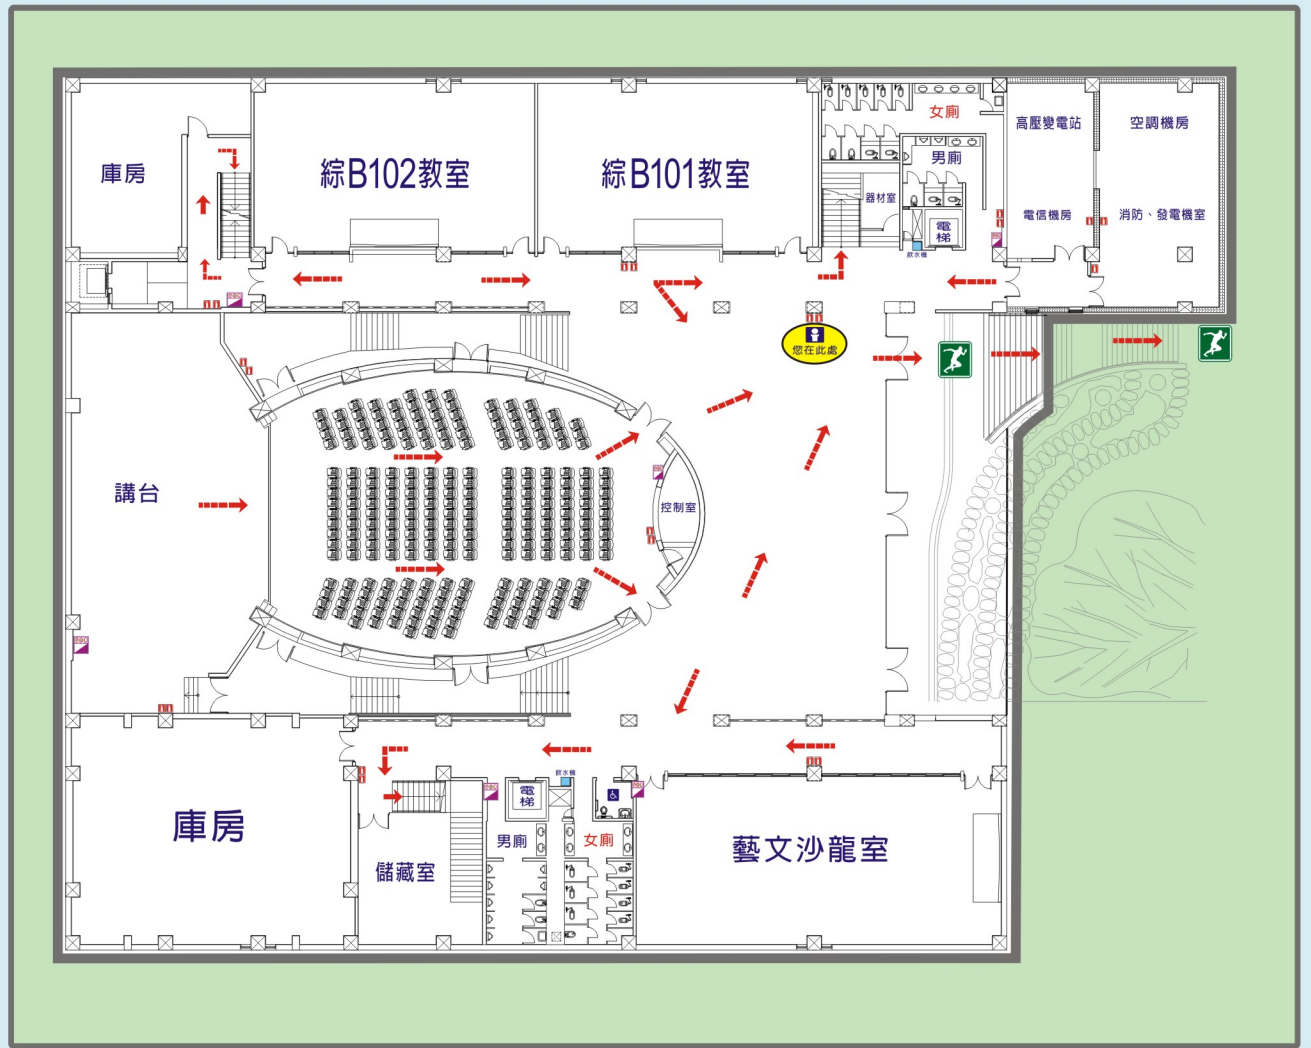 女廁
高壓變電站
空調機房
男廁
庫房
綜B102教室
綜B101教室
器材室
電信機房
消防、發電機室
電梯
飲水機
您在此處
講台
控制室
飲水機
電梯
庫房
男廁
女廁
藝文沙龍室
儲藏室